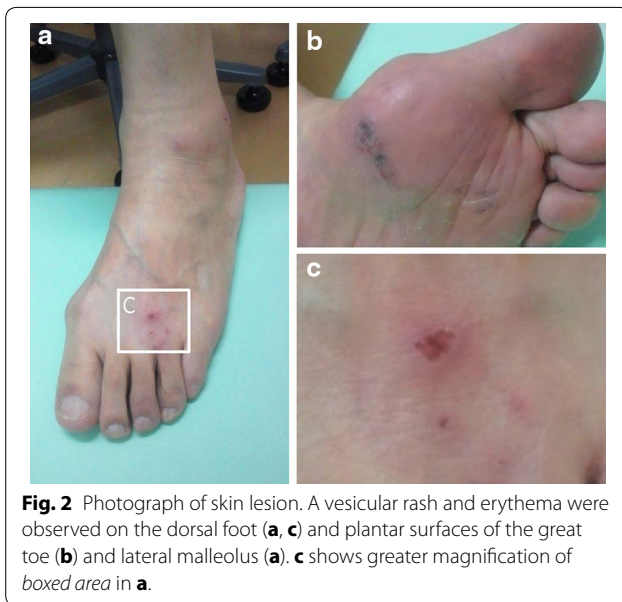 a
b
C
c
Fig. 2 Photograph of skin lesion. A vesicular rash and erythema were
observed on the dorsal foot (a, c) and plantar surfaces of the great
toe (b) and lateral malleolus (a). c shows greater magnification of
boxed area in a.